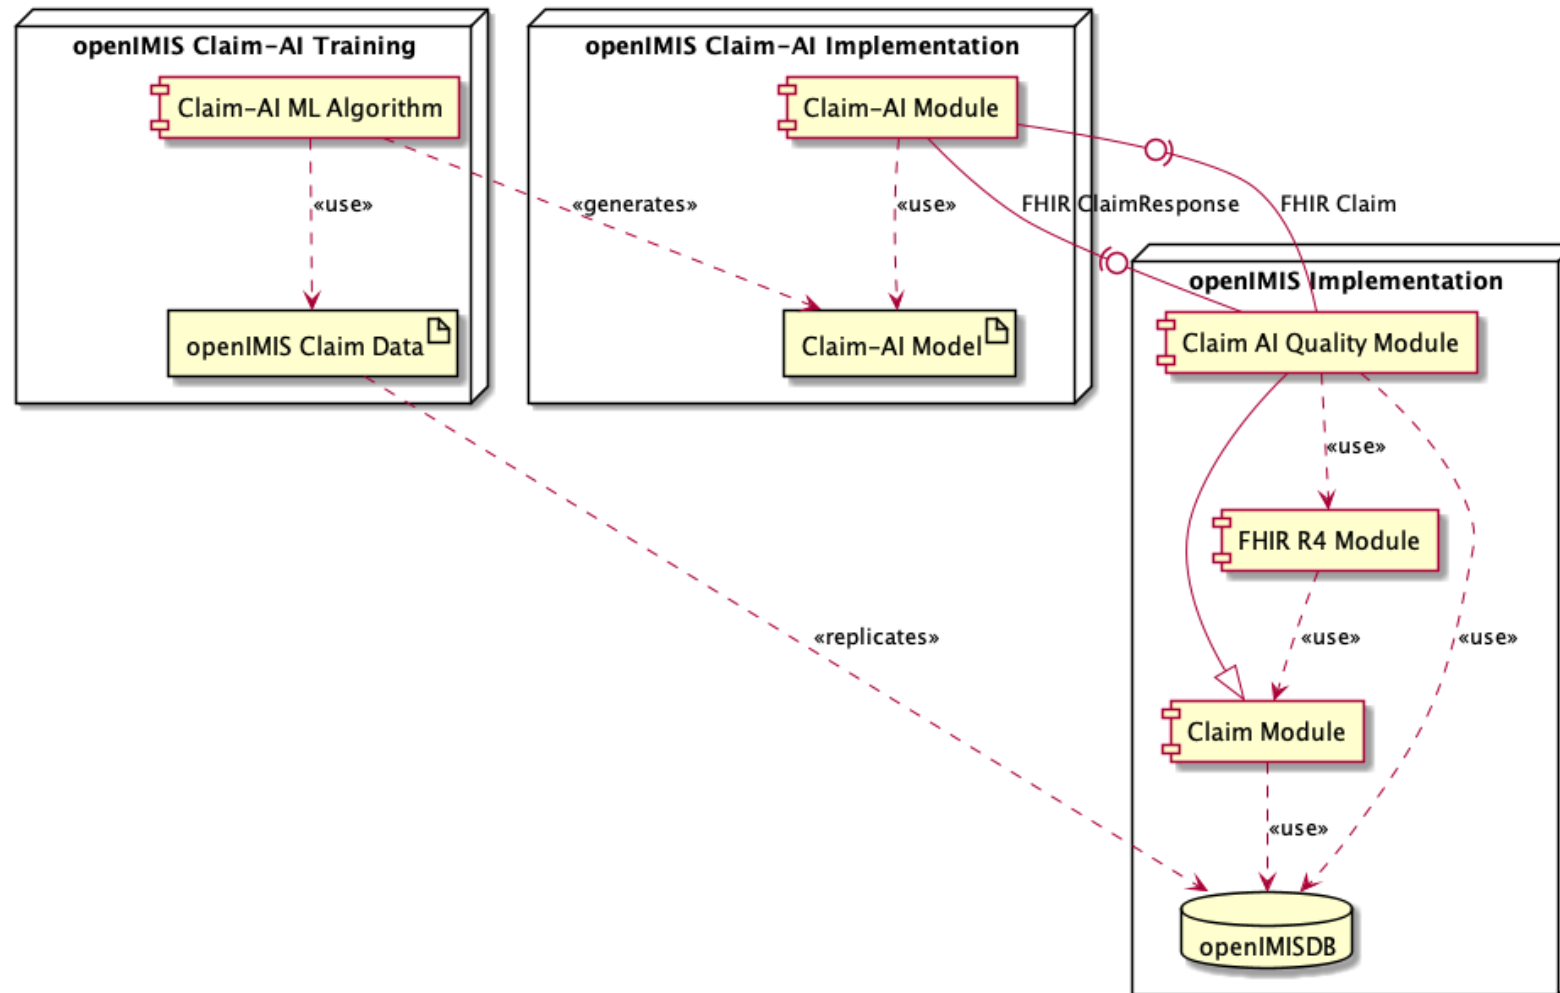 openIMIS Claim-AI Training
openIMIS Claim-AI Implementation
Claim-AI ML Algorithm
Claim-AI Module
«use»
«generates»
«use»
FHIR ClaimResponse
FHIR Claim
openIMIS Implementation
openIMIS Claim Data
Claim-AI Model
Claim AI Quality Module
«use»
FHIR R4 Module
«replicates»
«use»
«use»
Claim Module
«use»
openIMISDB